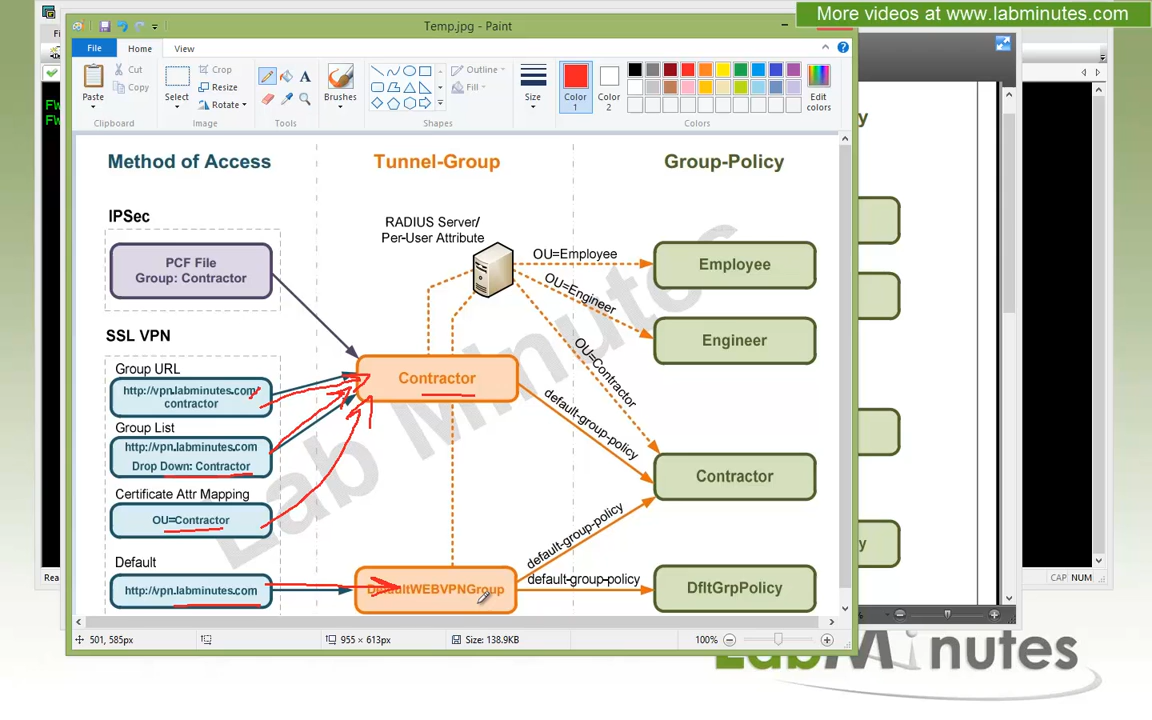 More videos at www.labminutes.com
Temp.jpg - Paint
File
Home
View
Paste
Cut
Copy
Clipboard
Select
Crop
Resize
Rotate
Image
Tools
Brushes
Shapes
Outline
Fill
Size
Color 1
Color 2
Edit colors
Colors
Method of Access
Tunnel-Group
Group-Policy
IPSec
PCF File
Group: Contractor
RADIUS Server/
Per-User Attribute
OU=Employee
OU=Engineer
OU=Contractor
Employee
Engineer
SSL VPN
Group URL
http://vpn.labminutes.com/
contractor
Contractor
default-group-policy
Group List
http://vpn.labminutes.com
Drop Down: Contractor
Contractor
Certificate Attr Mapping
OU=Contractor
default-group-policy
Default
http://vpn.labminutes.com
DefaultWEBVPNGroup
default-group-policy
DfltGrpPolicy
Lab Minutes
501, 585px
955 × 613px
Size: 138.9KB
100%
CAP NUM
LabMinutes